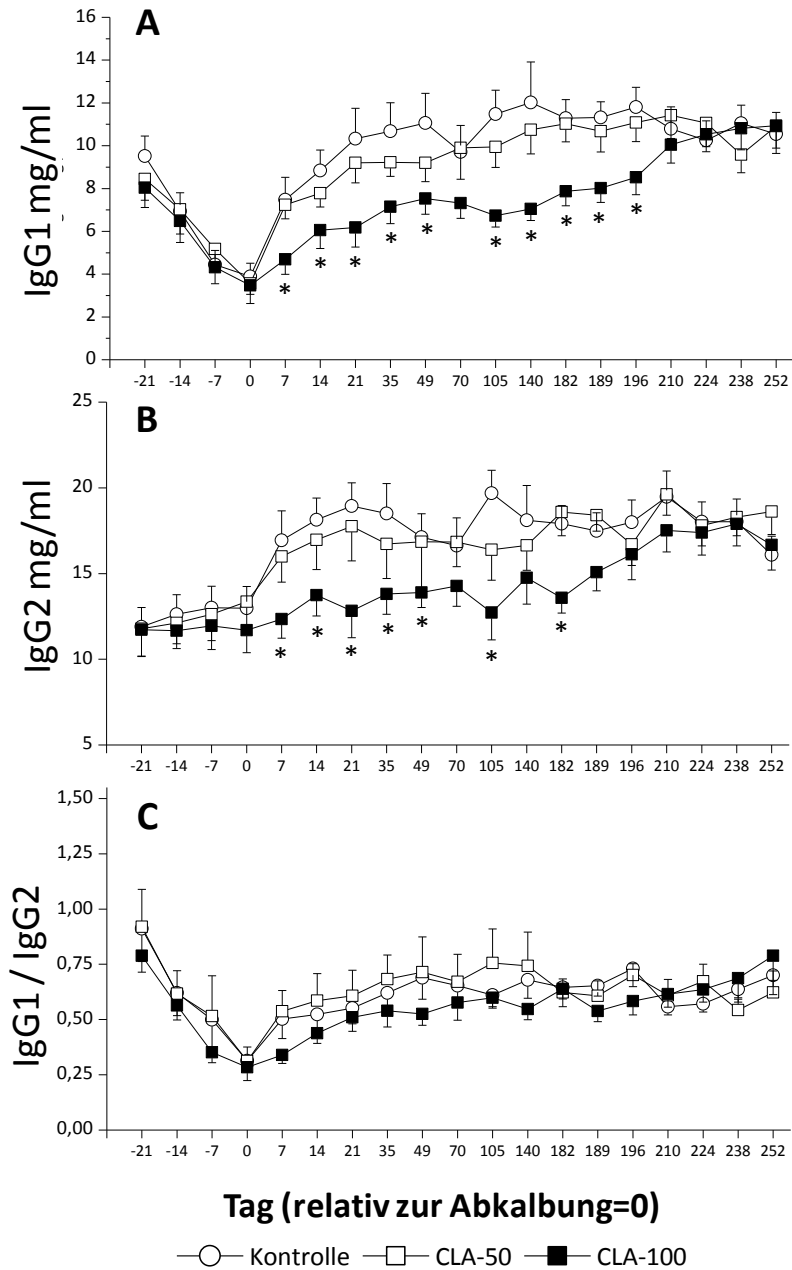 A
IgG1 mg/ml
16
14
12
10
8
6
4
2
0
* * * * * * * * * *
-21 -14 -7 0 7 14 21 35 49 70 105 140 182 189 196 210 224 238 252
B
IgG2 mg/ml
25
20
15
10
5
* * * * * * *
-21 -14 -7 0 7 14 21 35 49 70 105 140 182 189 196 210 224 238 252
C
IgG1 / IgG2
1,50
1,25
1,00
0,75
0,50
0,25
0,00
-21 -14 -7 0 7 14 21 35 49 70 105 140 182 189 196 210 224 238 252
Tag (relativ zur Abkalbung=0)
Kontrolle CLA-50 CLA-100